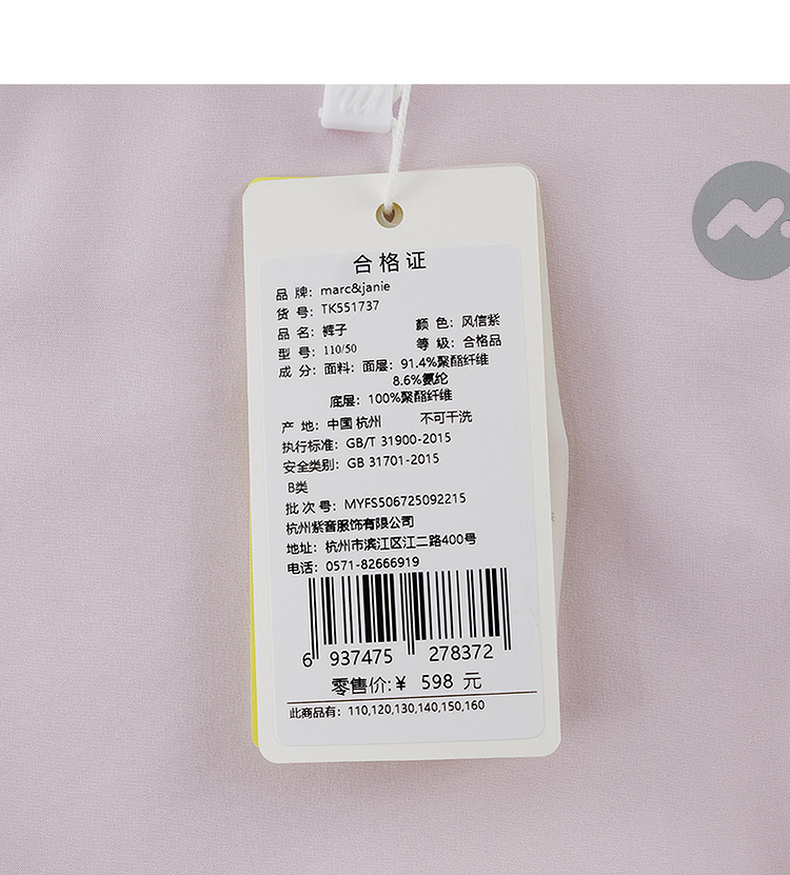 合格证
品 牌：marc&janie
货 号：TK551737
品 名：裤子 颜 色：风信紫
型 号：110/50 等 级：合格品
成 分：面料：面层：91.4%聚酯纤维
8.6%氨纶
底层：100%聚酯纤维
产 地：中国 杭州 不可干洗
执行标准：GB/T 31900-2015
安全类别：GB 31701-2015
B类
批 次 号：MYFS506725092215
杭州紫薇服饰有限公司
地址：杭州市滨江区江二路400号
电话：0571-82666919
6 937475 278372
零售价:¥ 598 元
此商品有：110,120,130,140,150,160